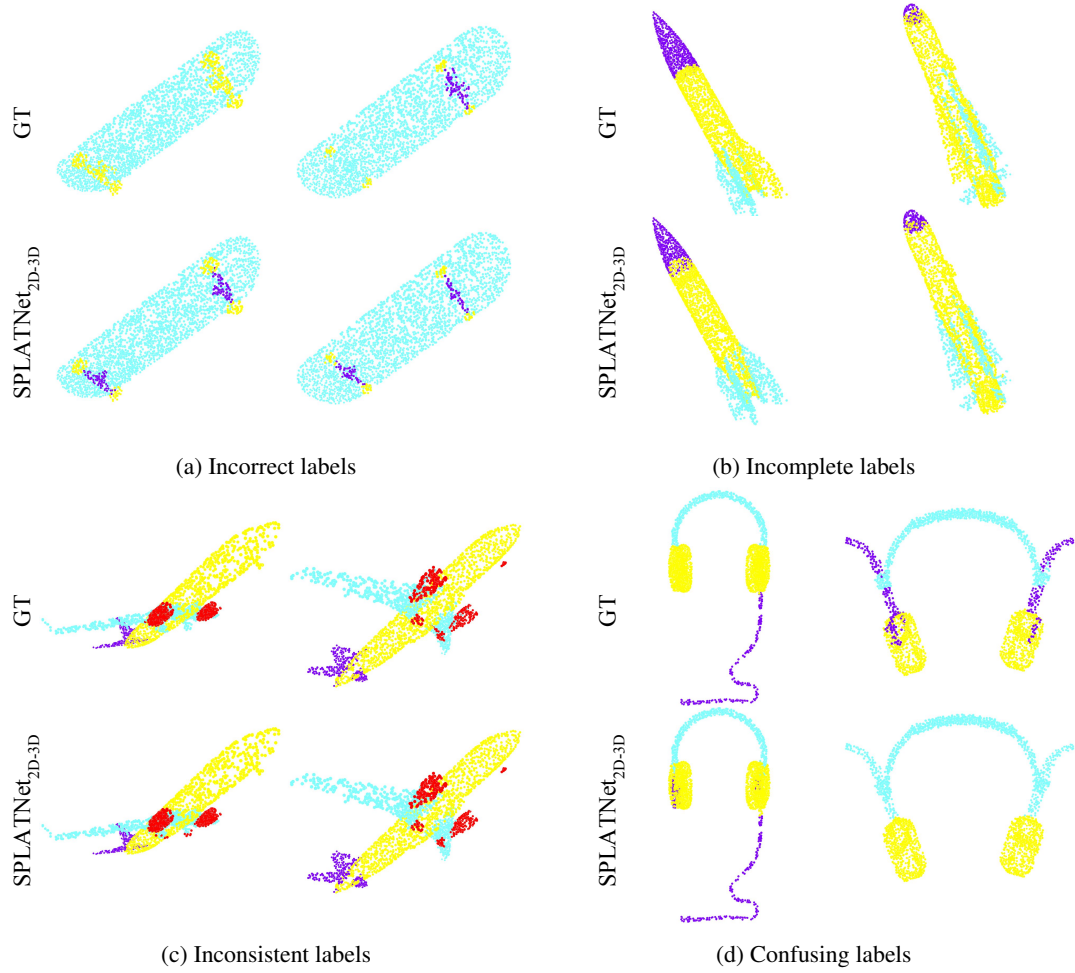 GT
GT
SPLATNet2D-3D
SPLATNet2D-3D
(a) Incorrect labels
(b) Incomplete labels
GT
GT
SPLATNet2D-3D
SPLATNet2D-3D
(c) Inconsistent labels
(d) Confusing labels